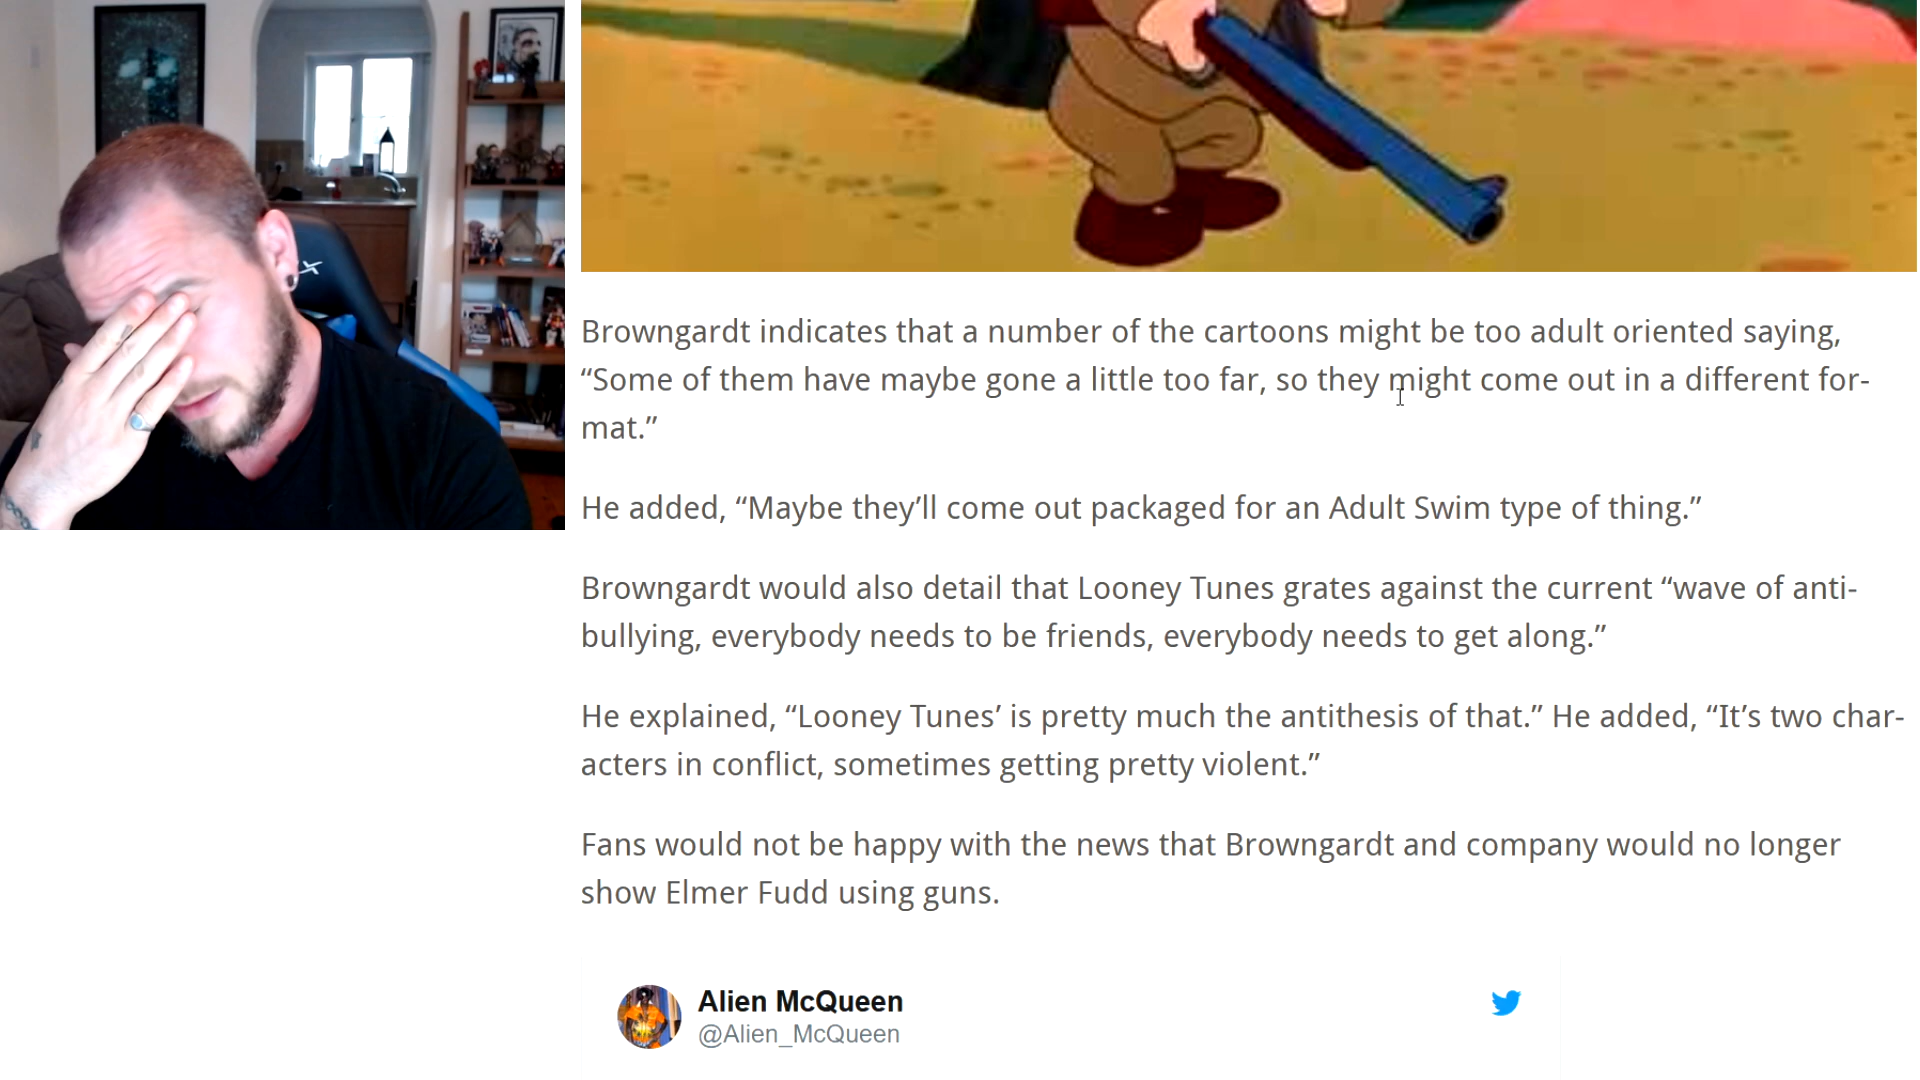 Browngardt indicates that a number of the cartoons might be too adult oriented saying,
“Some of them have maybe gone a little too far, so they might come out in a different for-
mat.”
He added, “Maybe they’ll come out packaged for an Adult Swim type of thing.”
Browngardt would also detail that Looney Tunes grates against the current “wave of anti-
bullying, everybody needs to be friends, everybody needs to get along.”
He explained, “Looney Tunes’ is pretty much the antithesis of that.” He added, “It’s two char-
acters in conflict, sometimes getting pretty violent.”
Fans would not be happy with the news that Browngardt and company would no longer
show Elmer Fudd using guns.
Alien McQueen
@Alien_McQueen